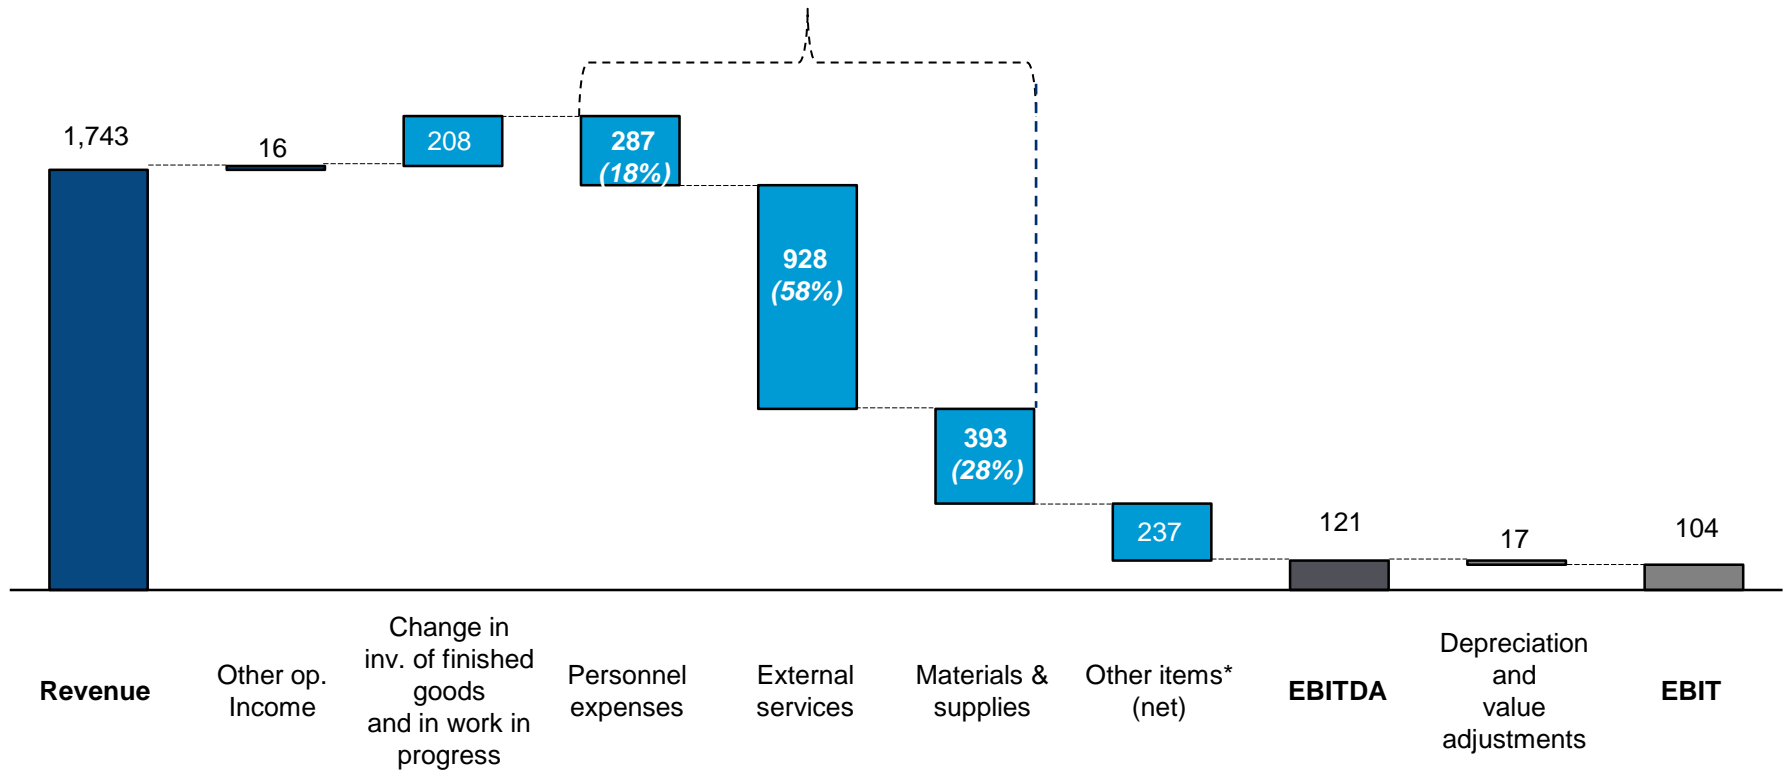 1,743
16
208
287
(18%)
928
(58%)
393
(28%)
237
121
17
104
Revenue
Other op.
Income
Change in
inv. of finished
goods
and in work in
progress
Personnel
expenses
External
services
Materials &
supplies
Other items*
(net)
EBITDA
Depreciation
and
value
adjustments
EBIT